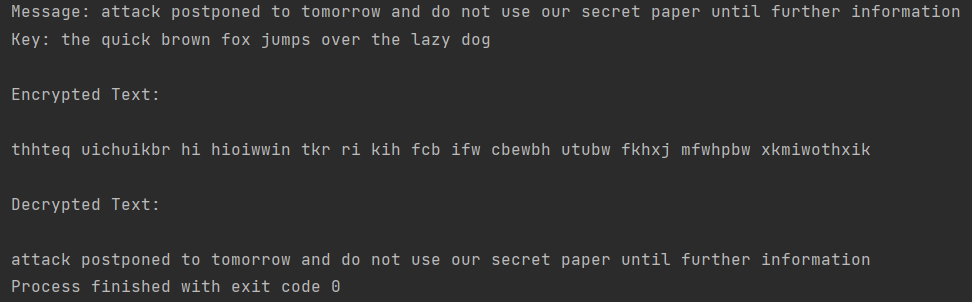 Message: attack postponed to tomorrow and do not use our secret paper until further information
Key: the quick brown fox jumps over the lazy dog
Encrypted Text:
thhteq uichuikbr hi hioiwwin tkr ri kih fcb ifw cbewbh utubw fkhxj mfwhpbw xkmiwothxik
Decrypted Text:
attack postponed to tomorrow and do not use our secret paper until further information
Process finished with exit code 0